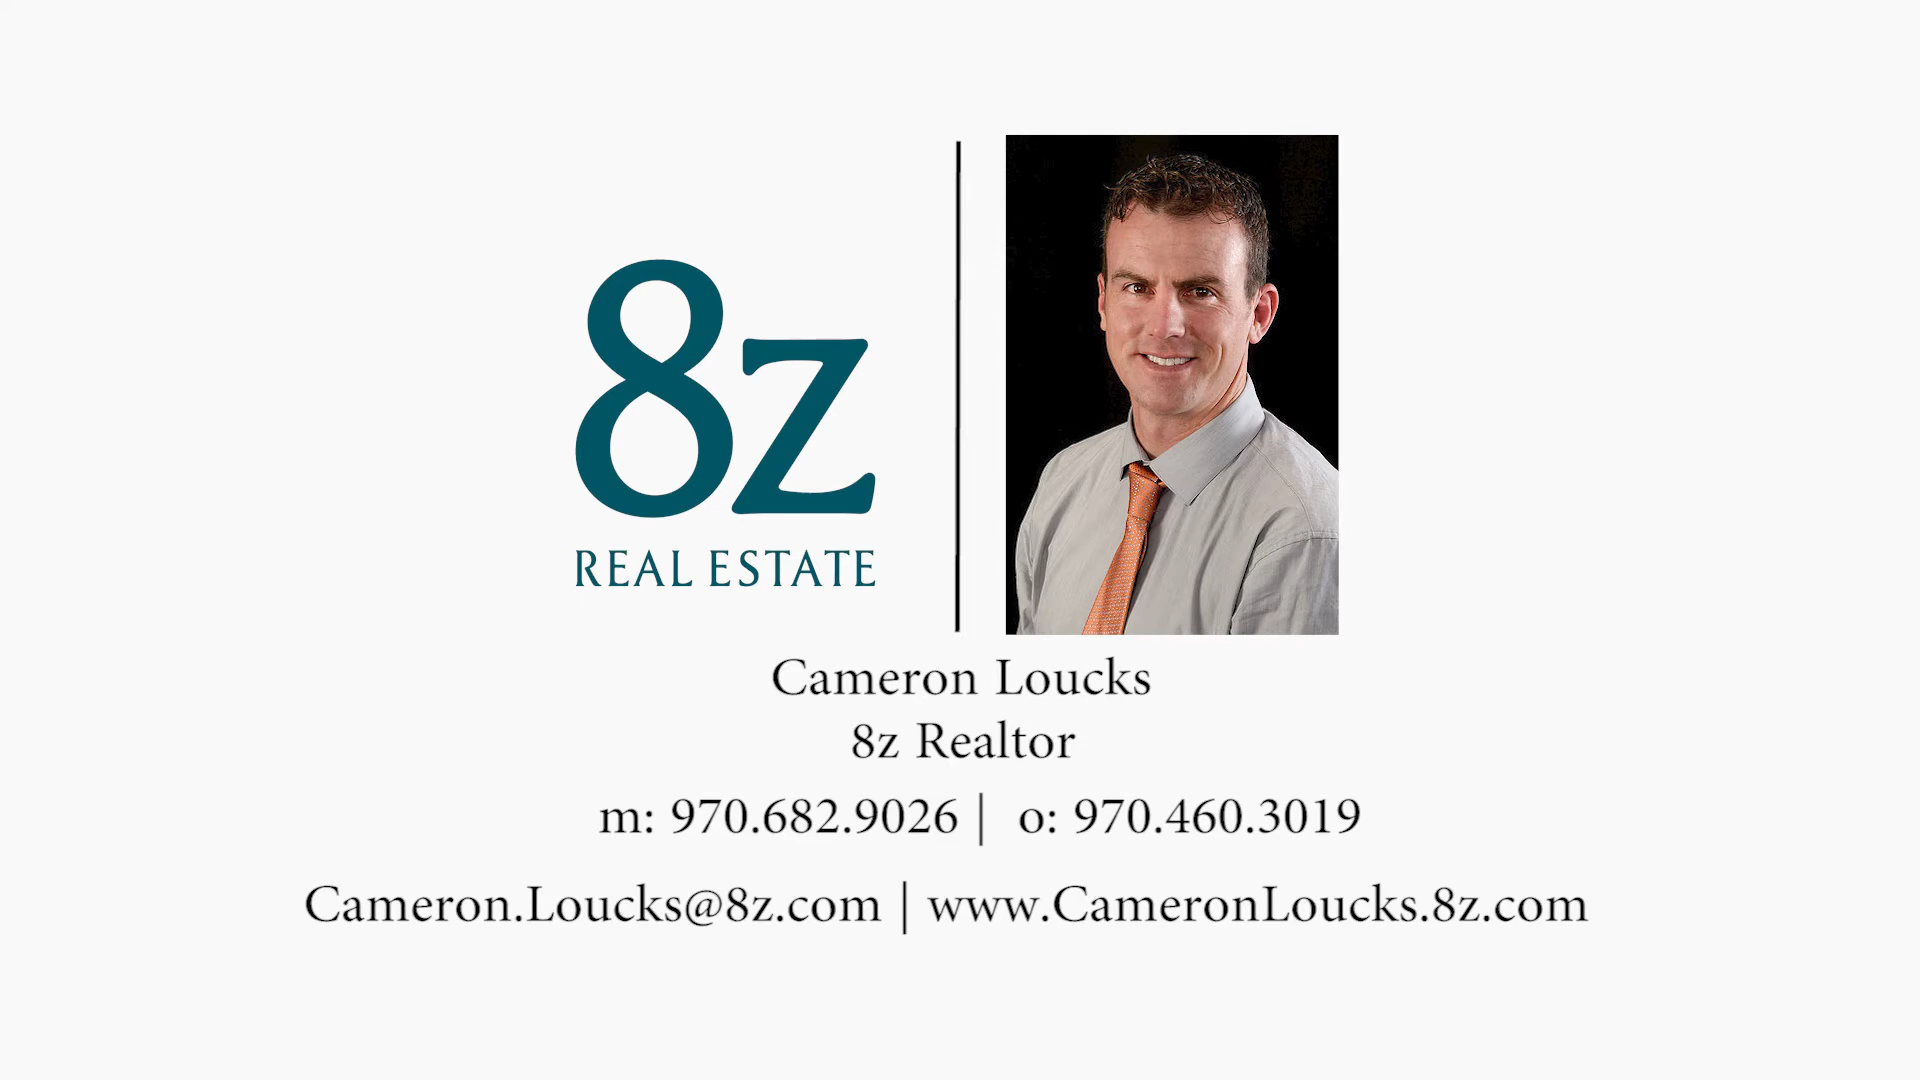 8z
REAL ESTATE
Cameron Loucks
8z Realtor
m: 970.682.9026 | o: 970.460.3019
Cameron.Loucks@8z.com | www.CameronLoucks.8z.com